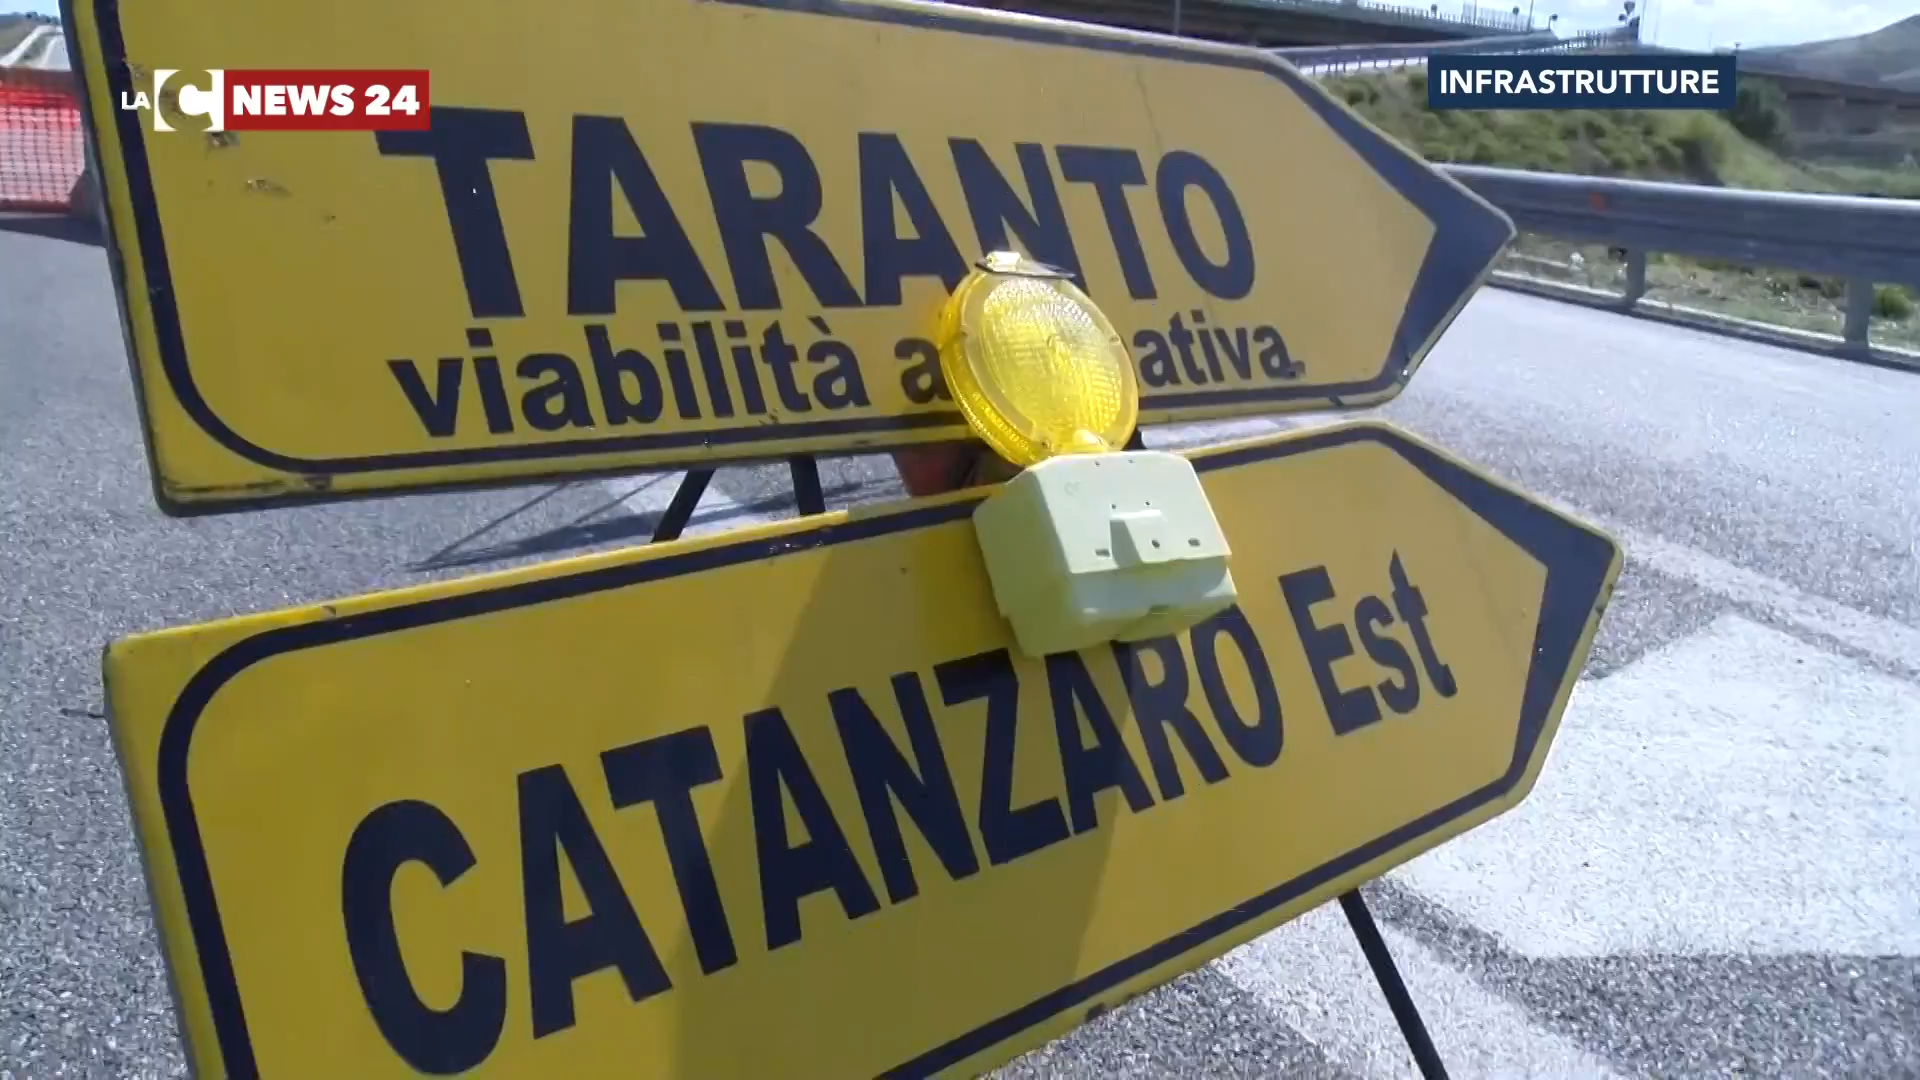 LA C NEWS 24
INFRASTRUTTURE
TARANTO
viabilità a ativa
CATANZARO Est